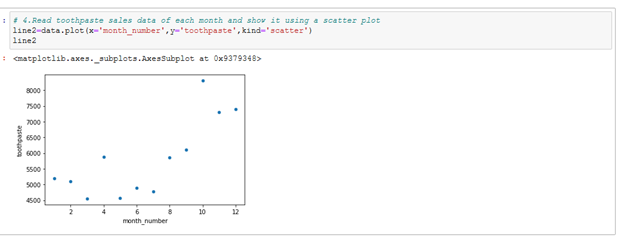 : # 4.Read toothpaste sales data of each month and show it using a scatter plot
line2=data.plot(x='month_number',y='toothpaste',kind='scatter')
line2
: <matplotlib.axes._subplots.AxesSubplot at 0x9379348>
8000
7500
7000
6500
6000
5500
5000
4500
toothpaste
2 4 6 8 10 12
month_number